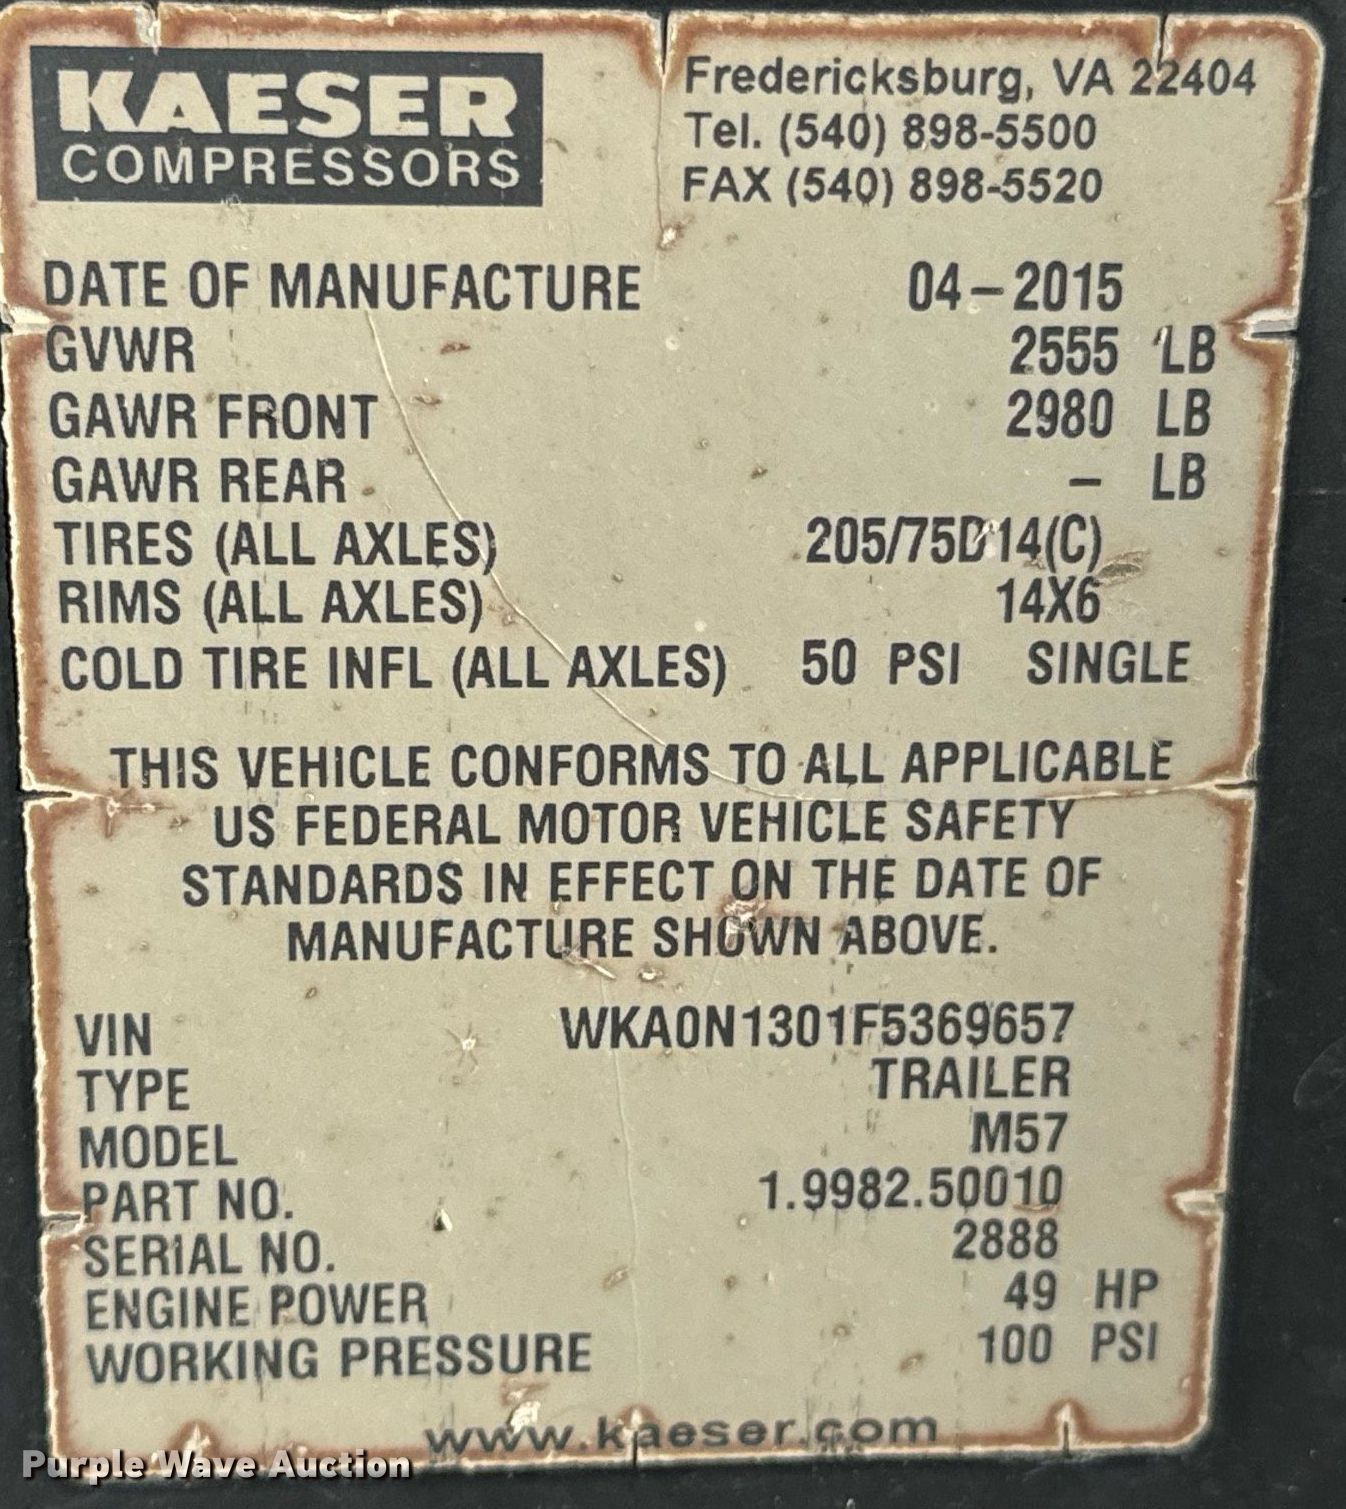 KAESER
COMPRESSORS
Fredericksburg, VA 22404
Tel. (540) 898-5500
FAX (540) 898-5520
DATE OF MANUFACTURE 04-2015
GVWR 2555 LB
GAWR FRONT 2980 LB
GAWR REAR - LB
TIRES (ALL AXLES) 205/75D14(C)
RIMS (ALL AXLES) 14X6
COLD TIRE INFL (ALL AXLES) 50 PSI SINGLE
THIS VEHICLE CONFORMS TO ALL APPLICABLE
US FEDERAL MOTOR VEHICLE SAFETY
STANDARDS IN EFFECT ON THE DATE OF
MANUFACTURE SHOWN ABOVE.
VIN WKA0N1301F5369657
TYPE TRAILER
MODEL M57
PART NO. 1.9982.50010
SERIAL NO. 2888
ENGINE POWER 49 HP
WORKING PRESSURE 100 PSI
www.kaeser.com
Purple Wave Auction